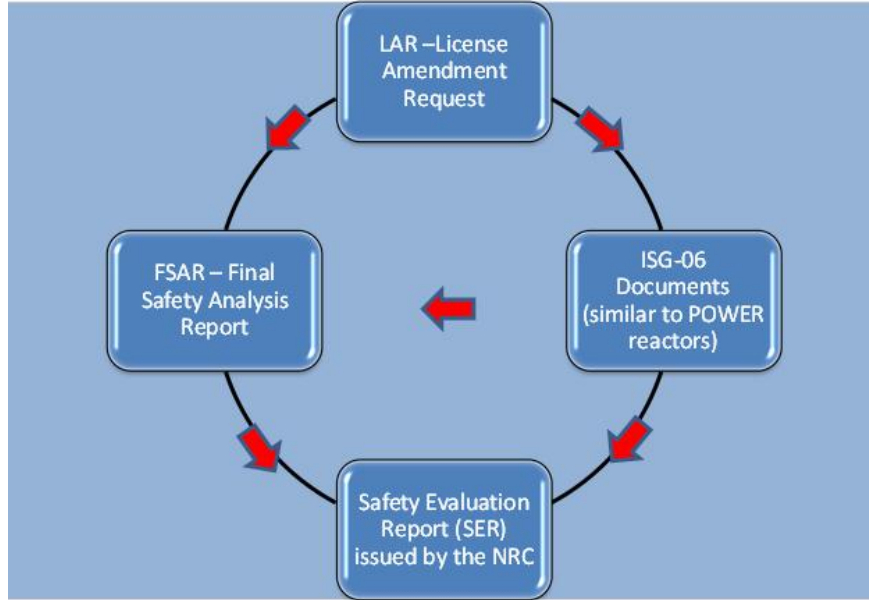 LAR –License
Amendment
Request
FSAR – Final
Safety Analysis
Report
ISG-06
Documents
(similar to POWER
reactors)
Safety Evaluation
Report (SER)
issued by the NRC